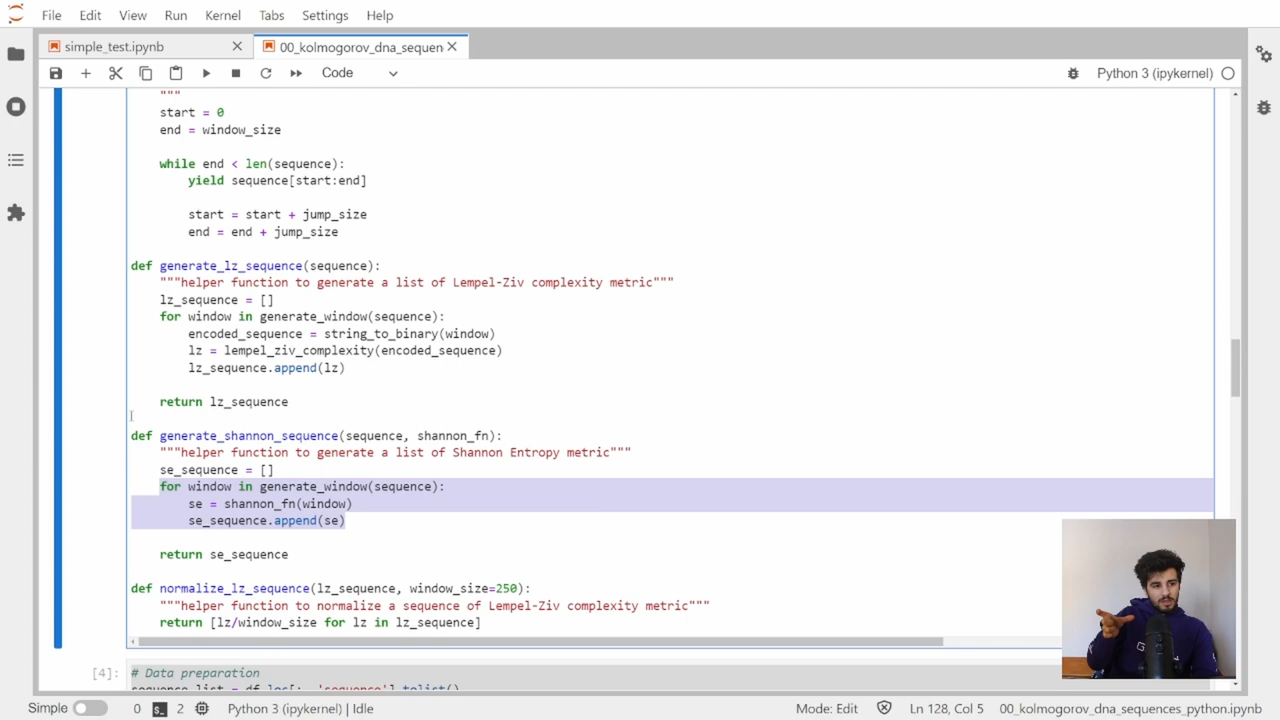 File Edit View Run Kernel Tabs Settings Help
simple_test.ipynb
00_kolmogorov_dna_sequen
Code
Python 3 (ipykernel)
"""
start = 0
end = window_size
while end < len(sequence):
yield sequence[start:end]
start = start + jump_size
end = end + jump_size
def generate_lz_sequence(sequence):
"""helper function to generate a list of Lempel-Ziv complexity metric"""
lz_sequence = []
for window in generate_window(sequence):
encoded_sequence = string_to_binary(window)
lz = lempel_ziv_complexity(encoded_sequence)
lz_sequence.append(lz)
return lz_sequence
def generate_shannon_sequence(sequence, shannon_fn):
"""helper function to generate a list of Shannon Entropy metric"""
se_sequence = []
for window in generate_window(sequence):
se = shannon_fn(window)
se_sequence.append(se)
return se_sequence
def normalize_lz_sequence(lz_sequence, window_size=250):
"""helper function to normalize a sequence of Lempel-Ziv complexity metric"""
return [lz/window_size for lz in lz_sequence]
[4]: # Data preparation
sequence_list = df.loc[:, 'sequence'].tolist()
Simple 0 2 Python 3 (ipykernel) | Idle Mode: Edit Ln 128, Col 5 00_kolmogorov_dna_sequences_python.ipynb